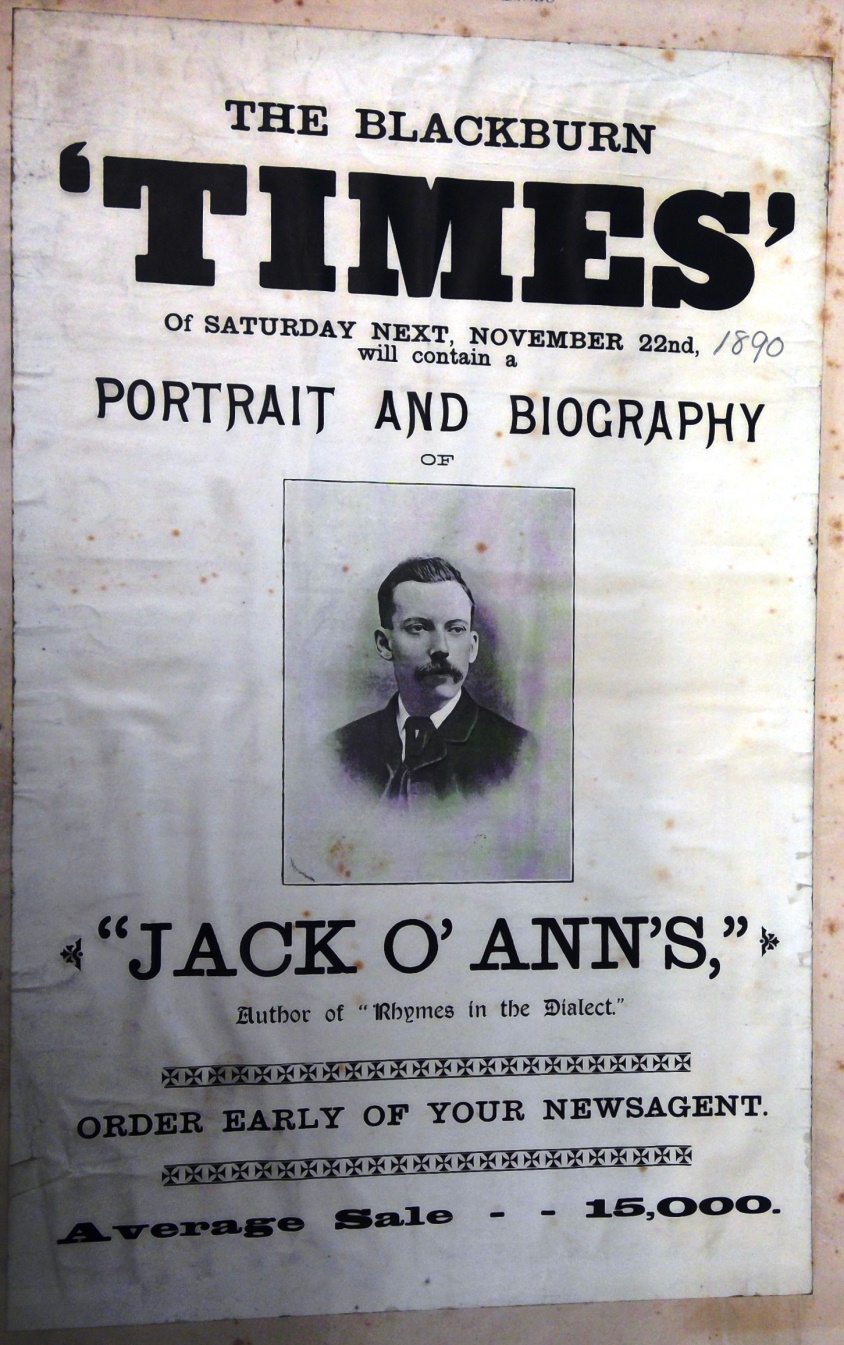 THE BLACKBURN
‘TIMES’
Of SATURDAY NEXT, NOVEMBER 22nd, 1890
will contain a
PORTRAIT AND BIOGRAPHY
OF
“JACK O’ ANN’S,”
Author of “Rhymes in the Dialect.”
ORDER EARLY OF YOUR NEWSAGENT.
Average Sale - - 15,000.